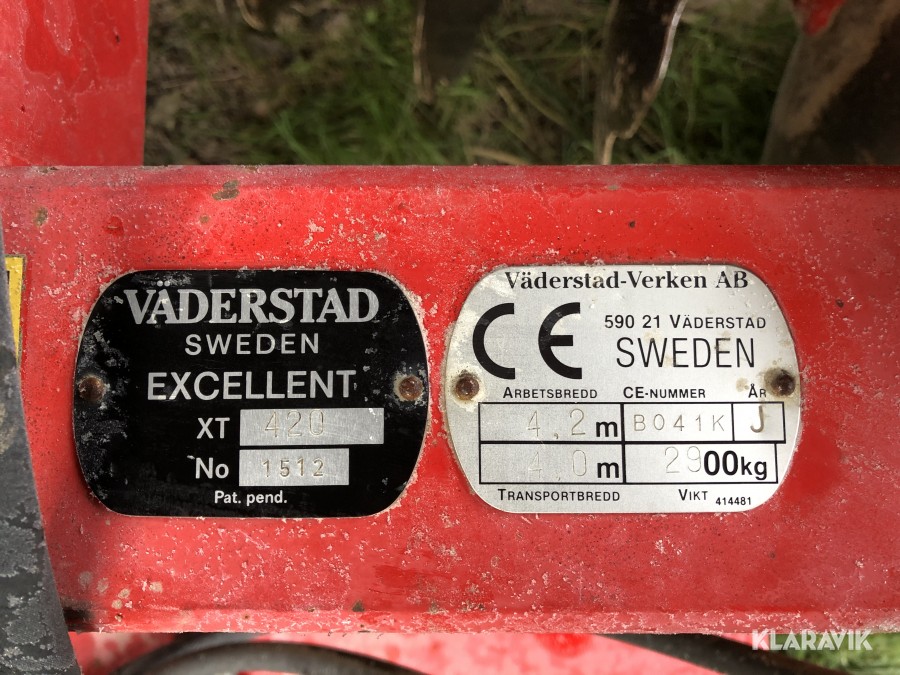 VÄDERSTAD
SWEDEN
EXCELLENT
XT 420
No 1512
Pat. pend.
Väderstad-Verken AB
CE 590 21 VÄDERSTAD
SWEDEN
ARBETSBREDD CE-NUMMER ÅR
4,2 m B041K J
4,0 m 2900kg
TRANSPORTBREDD VIKT 414481
KLARAVIK